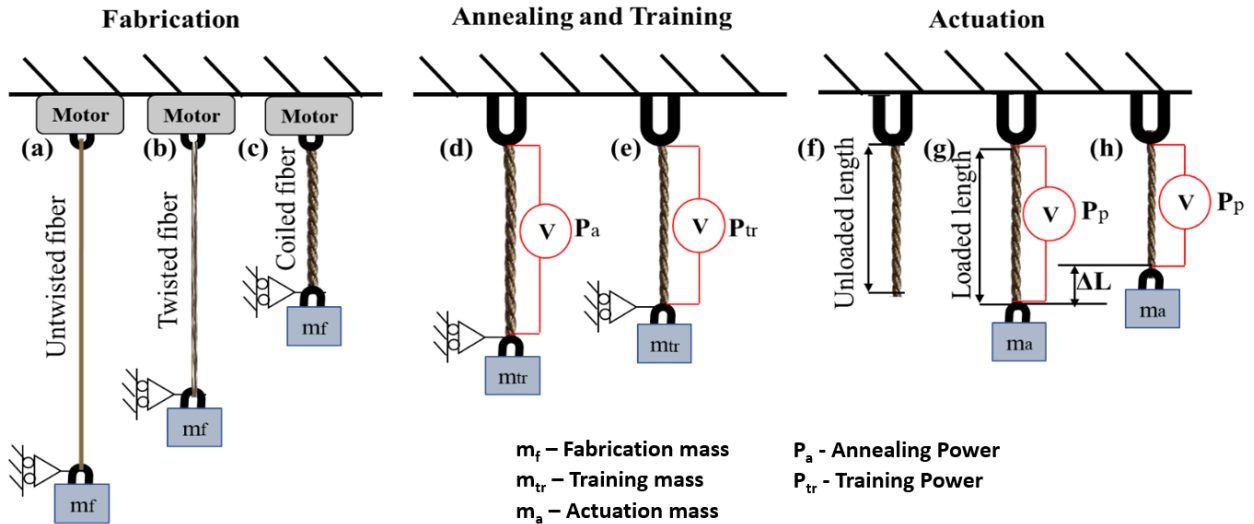 Fabrication
Annealing and Training
Actuation
Motor
Motor
Motor
(a)
(b)
(c)
(d)
(e)
(f)
(g)
(h)
Untwisted fiber
Twisted fiber
Coiled fiber
mf
mf
mf
V
Pa
mtr
V
Ptr
mtr
Unloaded length
Loaded length
V
Pp
ma
V
Pp
ΔL
ma
mf – Fabrication mass
mtr – Training mass
ma – Actuation mass
Pa - Annealing Power
Ptr - Training Power